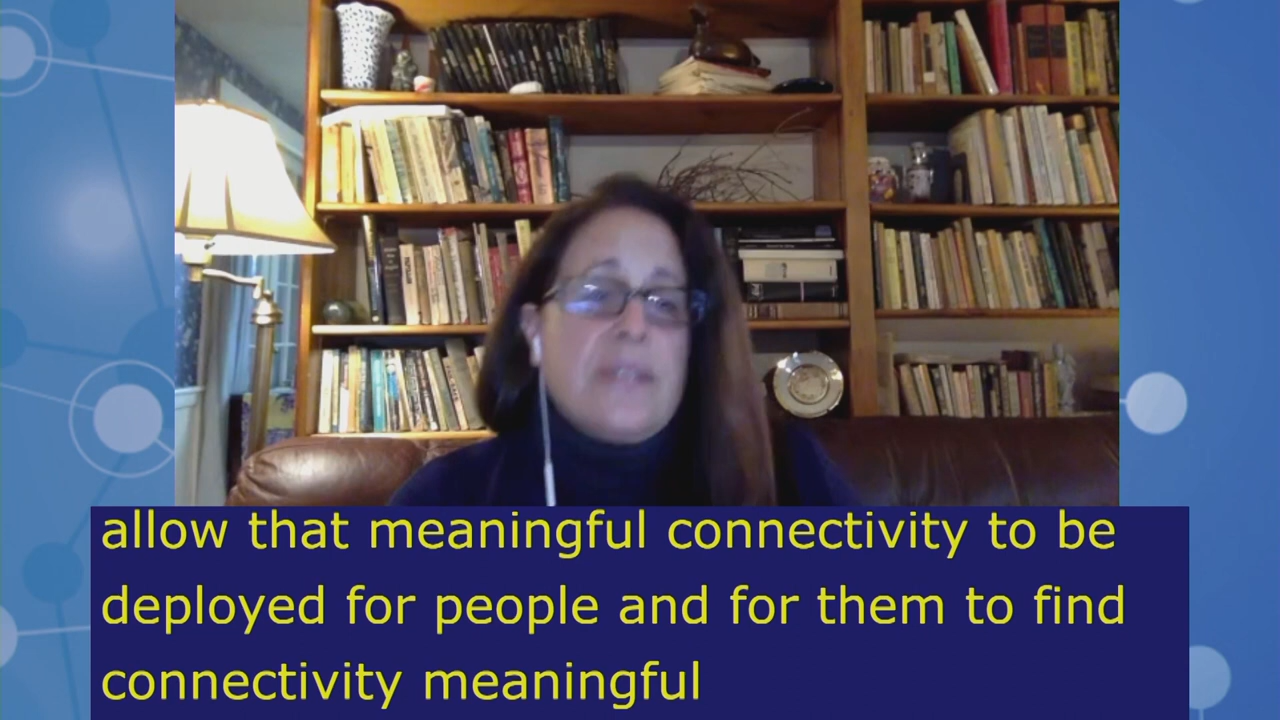 allow that meaningful connectivity to be
deployed for people and for them to find
connectivity meaningful